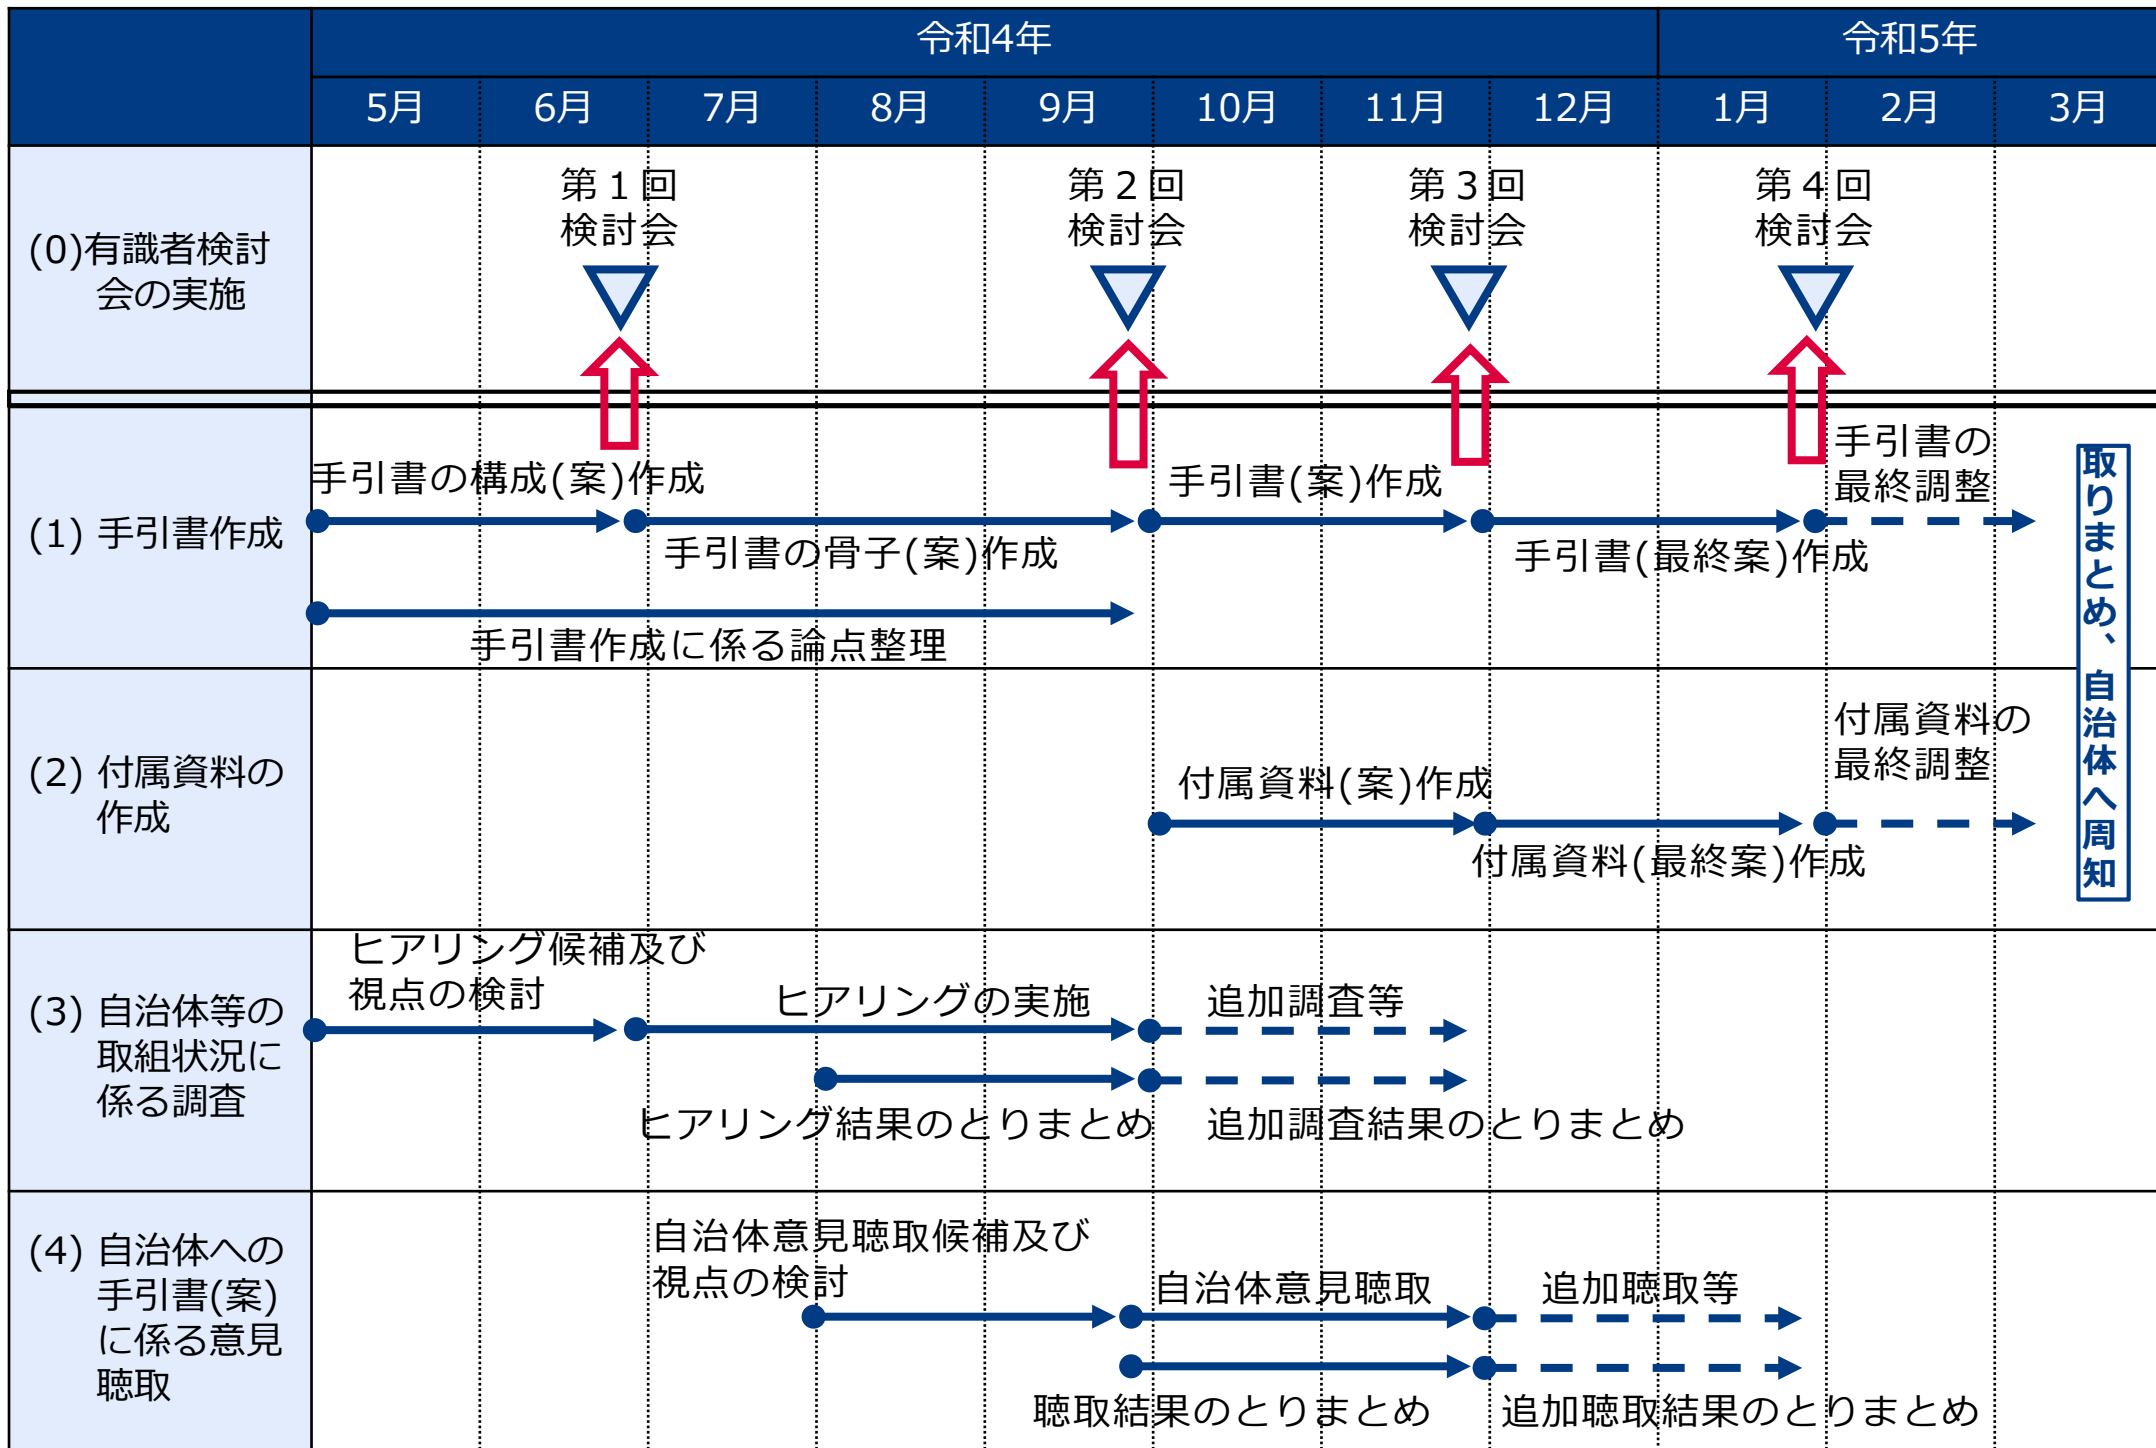 令和4年
令和5年
5月
6月
7月
8月
9月
10月
11月
12月
1月
2月
3月
(0)有識者検討
会の実施
第１回
検討会
第２回
検討会
第３回
検討会
第４回
検討会
(1) 手引書作成
手引書の構成(案)作成
手引書の骨子(案)作成
手引書(案)作成
手引書(最終案)作成
手引書の
最終調整
手引書作成に係る論点整理
取りまとめ、自治体へ周知
(2) 付属資料の
作成
付属資料(案)作成
付属資料(最終案)作成
付属資料の
最終調整
(3) 自治体等の
取組状況に
係る調査
ヒアリング候補及び
視点の検討
ヒアリングの実施
追加調査等
ヒアリング結果のとりまとめ
追加調査結果のとりまとめ
(4) 自治体への
手引書(案)
に係る意見
聴取
自治体意見聴取候補及び
視点の検討
自治体意見聴取
追加聴取等
聴取結果のとりまとめ
追加聴取結果のとりまとめ